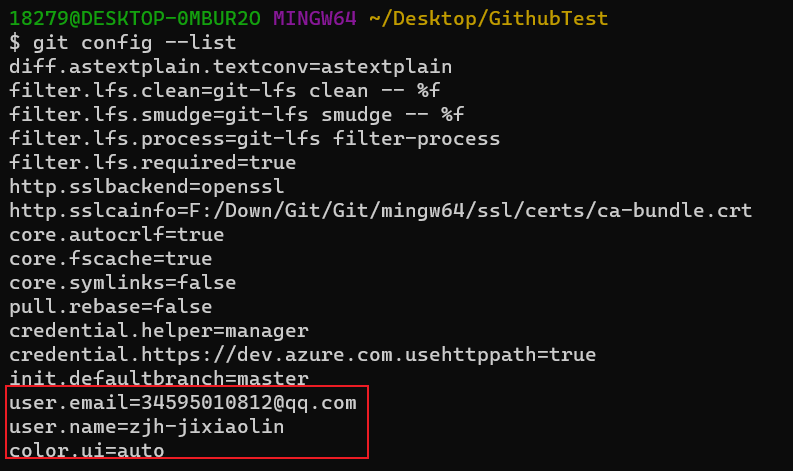 18279@DESKTOP-0MBUR2O MINGW64 ~/Desktop/GithubTest
$ git config --list
diff.astextplain.textconv=astextplain
filter.lfs.clean=git-lfs clean -- %f
filter.lfs.smudge=git-lfs smudge -- %f
filter.lfs.process=git-lfs filter-process
filter.lfs.required=true
http.sslbackend=openssl
http.sslcainfo=F:/Down/Git/Git/mingw64/ssl/certs/ca-bundle.crt
core.autocrlf=true
core.fscache=true
core.symlinks=false
pull.rebase=false
credential.helper=manager
credential.https://dev.azure.com.usehttppath=true
init.defaultbranch=master
user.email=34595010812@qq.com
user.name=zjh-jixiaolin
color.ui=auto